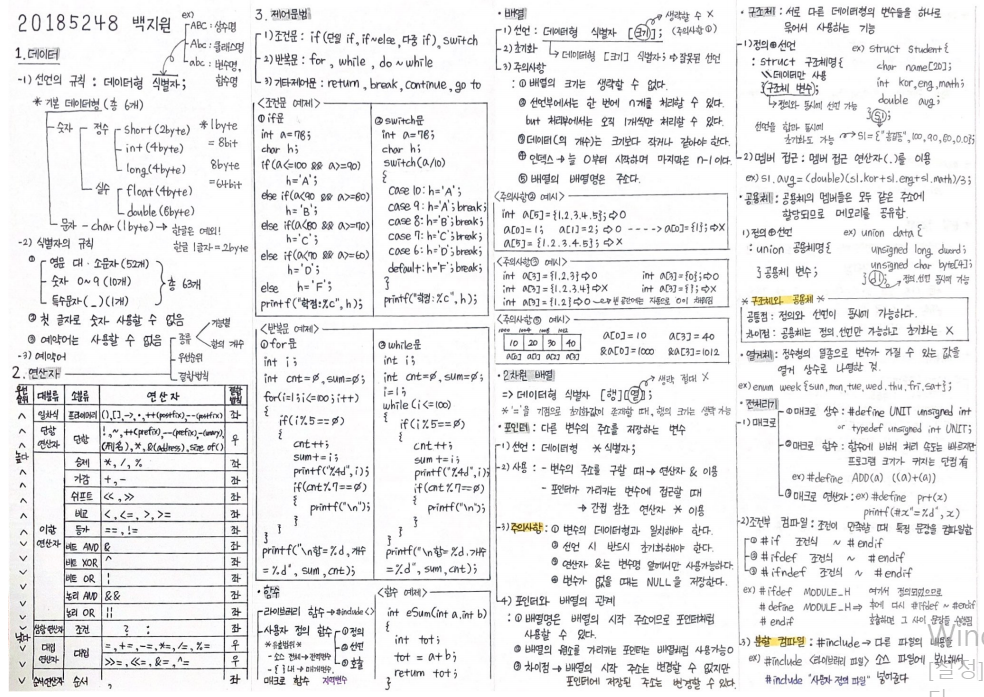 20185248 백지원
ex)
ABC : 상수명
Abc : 클래스명
abc : 변수명, 함수명
1. 데이터
-1) 선언의 규칙 : 데이터형 식별자;
* 기본 데이터형 (총 6개)
숫자
정수
short (2byte)
int (4byte)
long (4byte)
실수
float (4byte)
double (8byte)
문자 - char (1byte) → 한글은 예외!
한글 1글자 = 2byte
* 1byte
= 8bit
8byte
= 64bit
-2) 식별자의 규칙
① 영문 대·소문자 (52개)
숫자 0~9 (10개)
특수문자 ( _ ) (1개)
총 63개
② 첫 글자로 숫자 사용할 수 없음
③ 예약어는 사용할 수 없음
-3) 예약어
종류
기능별
항의 개수
우선순위
결합방식
2. 연산자
우선순위 대분류 소분류 연산자 결합방법
높다
낮다
일차식 프라이머리 (), [], ->, ., ++(postfix), --(postfix) 좌
단항 연산자 단항 !, ~, ++(prefix), --(prefix), -(unary), (形名), *, &(address), size of() 우
이항 연산자
승제 *, /, % 좌
가감 +, - 좌
쉬프트 <<, >> 좌
비교 <, <=, >, >= 좌
등가 ==, != 좌
비트 AND & 좌
비트 XOR ^ 좌
비트 OR ¦ 좌
논리 AND && 좌
논리 OR ¦¦ 좌
삼항 연산자 조건 ? : 좌
대입 연산자 대입 =, +=, -=, *=, /=, %= 우
>>=, <<=, &=, ^= 우
순서연산자 순서 , 좌
3. 제어문법
-1) 조건문 : if (단일 if, if~else, 다중 if), switch
-2) 반복문 : for, while, do ~ while
-3) 기타제어문 : return, break, continue, go to
<조건문 예제>
① if문
int a=78;
char h;
if(a<=100 && a>=90)
h='A';
else if(a<90 && a>=80)
h='B';
else if(a<80 && a>=70)
h='C';
else if(a<70 && a>=60)
h='D';
else h='F';
printf("학점:%c", h);
② switch문
int a=78;
char h;
switch(a/10)
{
case 10: h='A';
case 9: h='A'; break;
case 8: h='B'; break;
case 7: h='C'; break;
case 6: h='D'; break;
default: h='F'; break;
}
printf("학점:%c", h);
<반복문 예제>
① for문
int i;
int cnt=0, sum=0;
for(i=1; i<=100; i++)
{
if(i%5==0)
{
cnt++;
sum += i;
printf("%4d", i);
if(cnt%7==0)
{
printf("\n");
}
}
}
printf("\n합=%d, 개수
=%d", sum, cnt);
② while문
int i;
int cnt=0, sum=0;
i=1;
while (i<=100)
{
if(i%5==0)
{
cnt++;
sum += i;
printf("%4d", i);
if(cnt%7==0)
{
printf("\n");
}
}
}
printf("\n합=%d, 개수
=%d", sum, cnt);
• 함수
라이브러리 함수 → #include <>
사용자 정의 함수
① 정의
② 선언
③ 호출
*유효범위*
- 소스 전체 → 전역변수
- { } 내 → 매개변수, 지역변수
매크로 함수
<함수 예제>
int eSum(int a, int b)
{
int tot;
tot = a+b;
return tot;
}
• 배열
-1) 선언 : 데이터형 식별자 [크기]
생략할 수 X
(주의사항 ①)
-2) 초기화
데이터형 [크기] 식별자; ⇒ 잘못된 선언
-3) 주의사항
: ① 배열의 크기는 생략할 수 없다.
② 선언부에서는 한 번에 n개를 처리할 수 있다.
but 처리부에서는 오직 1개씩만 처리할 수 있다.
③ 데이터(의 개수)는 크기보다 작거나 같아야 한다.
④ 인덱스 → 늘 0부터 시작하며 마지막은 n-1이다.
⑤ 배열의 배열명은 주소다.
<주의사항② 예시>
int a[5]={1,2,3,4,5}; ⇒ O
a[0]=1; a[1]=2; ⇒ O ----> a[0]={1}; ⇒ X
a[5]={1,2,3,4,5}; ⇒ X
<주의사항③ 예시>
int a[3]={1,2,3} ⇒ O int a[3]={0}; ⇒ O
int a[3]={1,2,3,4} ⇒ X int a[3]={}; ⇒ X
int a[3]={1,2} ⇒ O
<주의사항⑤ 예시>
1000 1004 1008 1012
10 20 30 40
a[0] a[1] a[2] a[3]
a[0] = 10 a[3] = 40
&a[0]=1000 &a[3]=1012
• 2차원 배열
=> 데이터형 식별자 [행][열]
생략 절대 X
* '='을 기점으로 초기화값이 존재할 때, 행의 크기는 생략 가능
• 포인터 : 다른 변수의 주소를 저장하는 변수
-1) 선언 : 데이터형 * 식별자;
-2) 사용 : - 변수의 주소를 구할 때 → 연산자 & 이용
- 포인터가 가리키는 변수에 접근할 때
→ 간접 참조 연산자 * 이용
-3) 주의사항 : ① 변수의 데이터형과 일치해야 한다.
② 선언 시 반드시 초기화해야 한다.
③ 연산자 &는 변수명 앞에서만 사용가능하다.
④ 변수가 없을 때는 NULL을 저장한다.
-4) 포인터와 배열의 관계
① 배열명은 배열의 시작 주소이므로 포인터처럼
사용할 수 있다.
② 배열의 원소를 가리키는 포인터는 배열처럼 사용가능
③ 차이점 → 배열의 시작 주소는 변경할 수 없지만
포인터에 저장된 주소는 변경할 수 있다.
• 구조체 : 서로 다른 데이터형의 변수들을 하나로
묶어서 사용하는 기능
-1) 정의 ⊕ 선언
: struct 구조체명 {
데이터만 사용
} 구조체 변수;
정의와 동시에 선언 가능
선언을 함과 동시에
초기화도 가능
ex) struct Student {
char name[20];
int kor, eng, math;
double avg;
} S1;
S1={"홍길동",100,90,80,0.0};
-2) 멤버 접근 : 멤버 접근 연산자(.)를 이용
ex) S1.avg = (double)(S1.kor+S1.eng+S1.math)/3;
• 공용체 : 공용체의 멤버들은 모두 같은 주소에
할당되므로 메모리를 공유함.
-1) 정의 ⊕ 선언
: union 공용체명 {
} 공용체 변수;
ex) union data {
unsigned long dword;
unsigned char byte[4];
} d1;
정의, 선언 동시에 가능
* 구조체와 공용체 *
공통점 : 정의와 선언이 동시에 가능하다.
차이점 : 공용체는 정의, 선언만 가능하고 초기화는 X
• 열거체 : 정수형의 일종으로 변수가 가질 수 있는 값을
열거 상수로 나열한 것.
ex) enum week {sun, mon, tue, wed, thu, fri, sat};
• 전처리기
-1) 매크로
① 매크로 상수 : #define UNIT unsigned int
or typedef unsigned int UNIT;
② 매크로 함수 : 함수에 비해 처리 속도는 빠르지만
프로그램 크기가 커지는 단점 有
ex) #define ADD(a) ((a)+(a))
③ 매크로 연산자 : ex) #define prt(x)
printf(#x"=%d", x)
-2) 조건부 컴파일 : 조건이 만족할 때 특정 문장을 컴파일함
① #if 조건식 ~ #endif
② #ifdef 조건식 ~ #endif
③ #ifndef 조건식 ~ #endif
ex) #ifdef MODULE_H
#define MODULE_H
#endif
여기서 정의되었으므로
후에 다시 #ifdef ~ #endif
-3) 분할 컴파일 : #include → 다른 파일의 내용을
ex) #include <라이브러리 파일> 소스 파일에
#include "사용자 정의 파일" 넣어준다